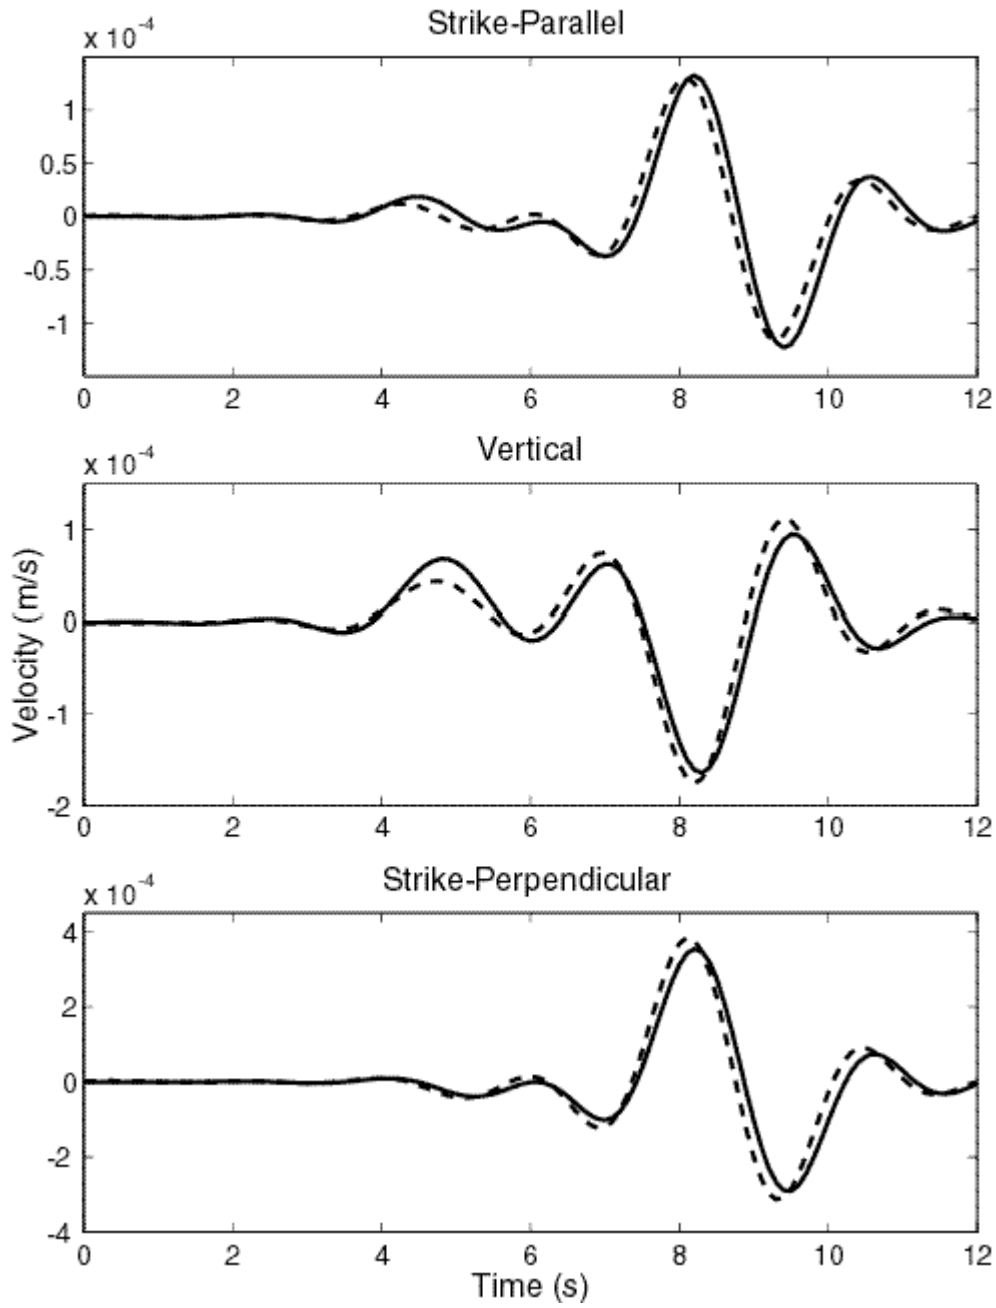 Strike-Parallel
x 10⁻⁴
1
0.5
0
-0.5
-1
0 2 4 6 8 10 12
Vertical
x 10⁻⁴
1
0
-1
-2
0 2 4 6 8 10 12
Velocity (m/s)
Strike-Perpendicular
x 10⁻⁴
4
2
0
-2
-4
0 2 4 6 8 10 12
Time (s)